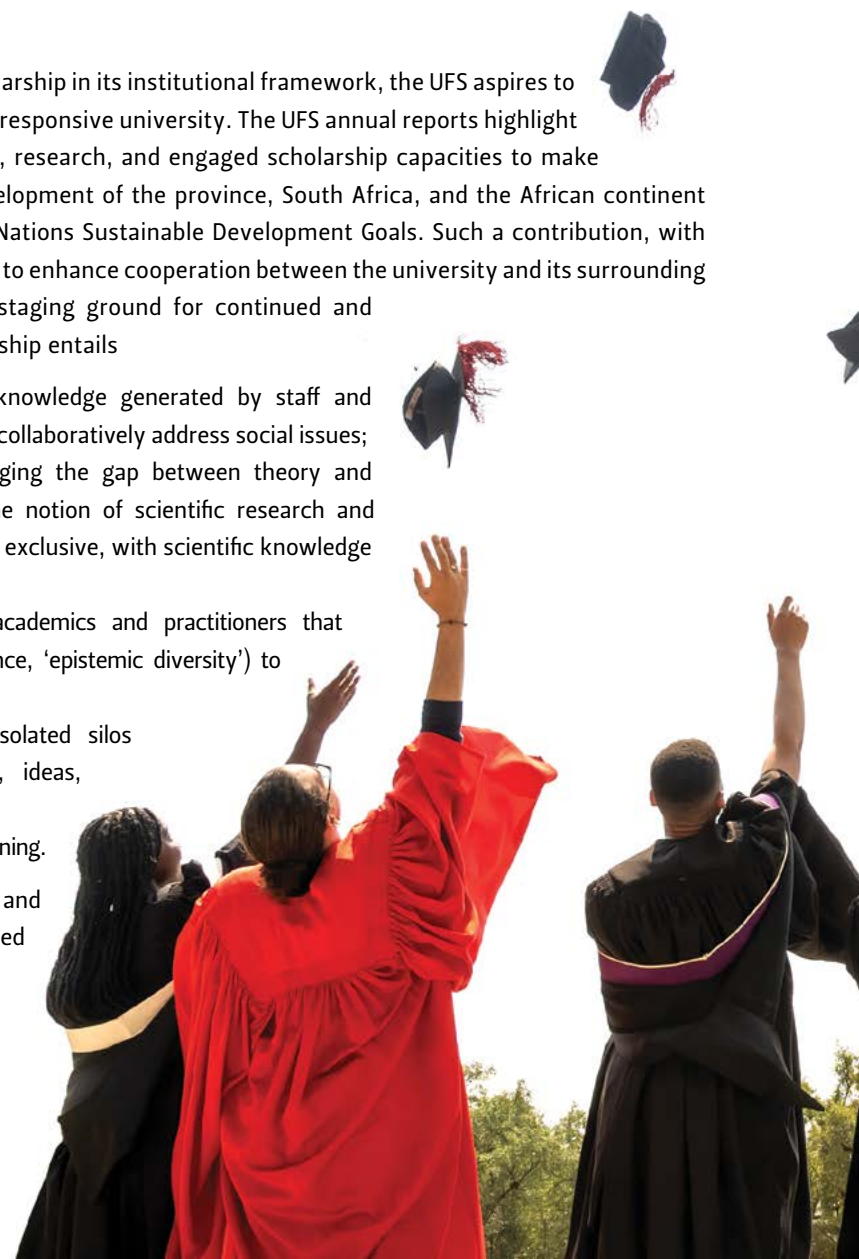 arship in its institutional framework, the UFS aspires to
responsive university. The UFS annual reports highlight
, research, and engaged scholarship capacities to make
elopment of the province, South Africa, and the African continent
Nations Sustainable Development Goals. Such a contribution, with
to enhance cooperation between the university and its surrounding
staging ground for continued and
ship entails
knowledge generated by staff and
collaboratively address social issues;
ging the gap between theory and
e notion of scientific research and
exclusive, with scientific knowledge
academics and practitioners that
nce, ‘epistemic diversity’) to
solated silos
, ideas,
ning.
and
ed